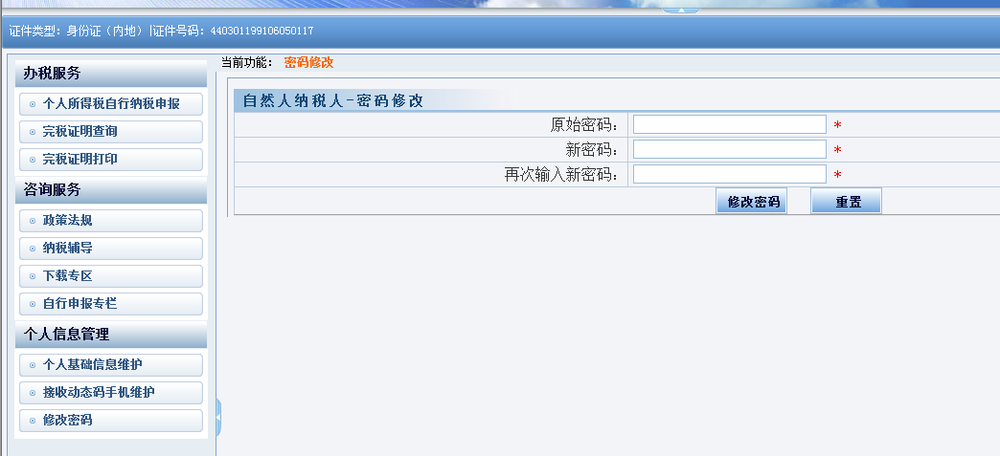 证件类型：身份证（内地）|证件号码：440301199106050117
当前功能： 密码修改
办税服务
个人所得税自行纳税申报
完税证明查询
完税证明打印
咨询服务
政策法规
纳税辅导
下载专区
自行申报专栏
个人信息管理
个人基础信息维护
接收动态码手机维护
修改密码
自然人纳税人-密码修改
原始密码： *
新密码： *
再次输入新密码： *
修改密码 重置